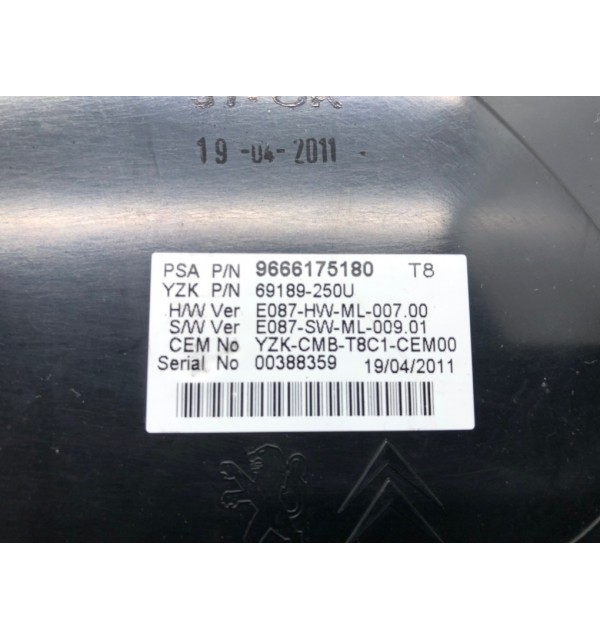 19-04-2011
PSA P/N 9666175180 T8
YZK P/N 69189-250U
H/W Ver E087-HW-ML-007.00
S/W Ver E087-SW-ML-009.01
CEM No YZK-CMB-T8C1-CEM00
Serial No 00388359 19/04/2011